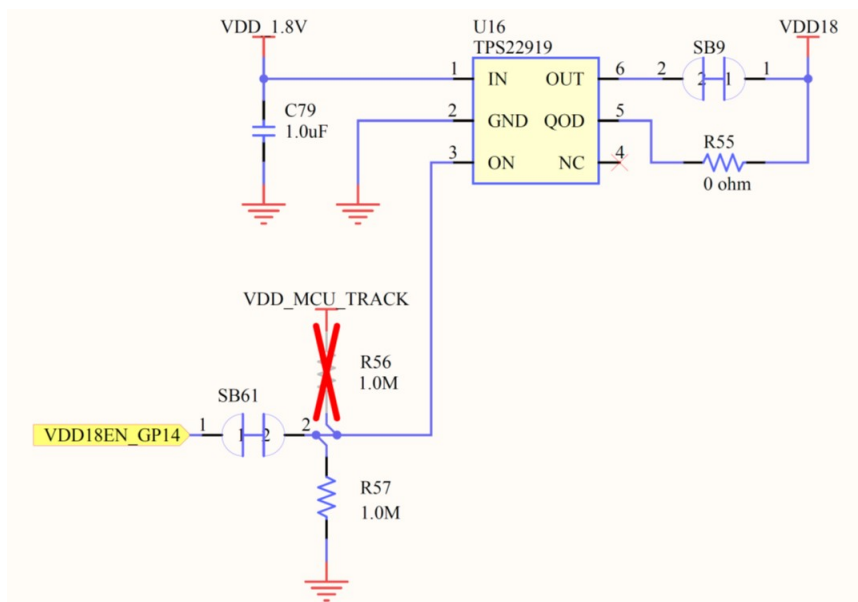 VDD_1.8V
U16
TPS22919
SB9
VDD18
1 IN OUT 6 2 2 1 1
C79
1.0uF
2 GND QOD 5
R55
0 ohm
3 ON NC 4
VDD_MCU_TRACK
R56
1.0M
SB61
VDD18EN_GP14 1 1 2 2
R57
1.0M